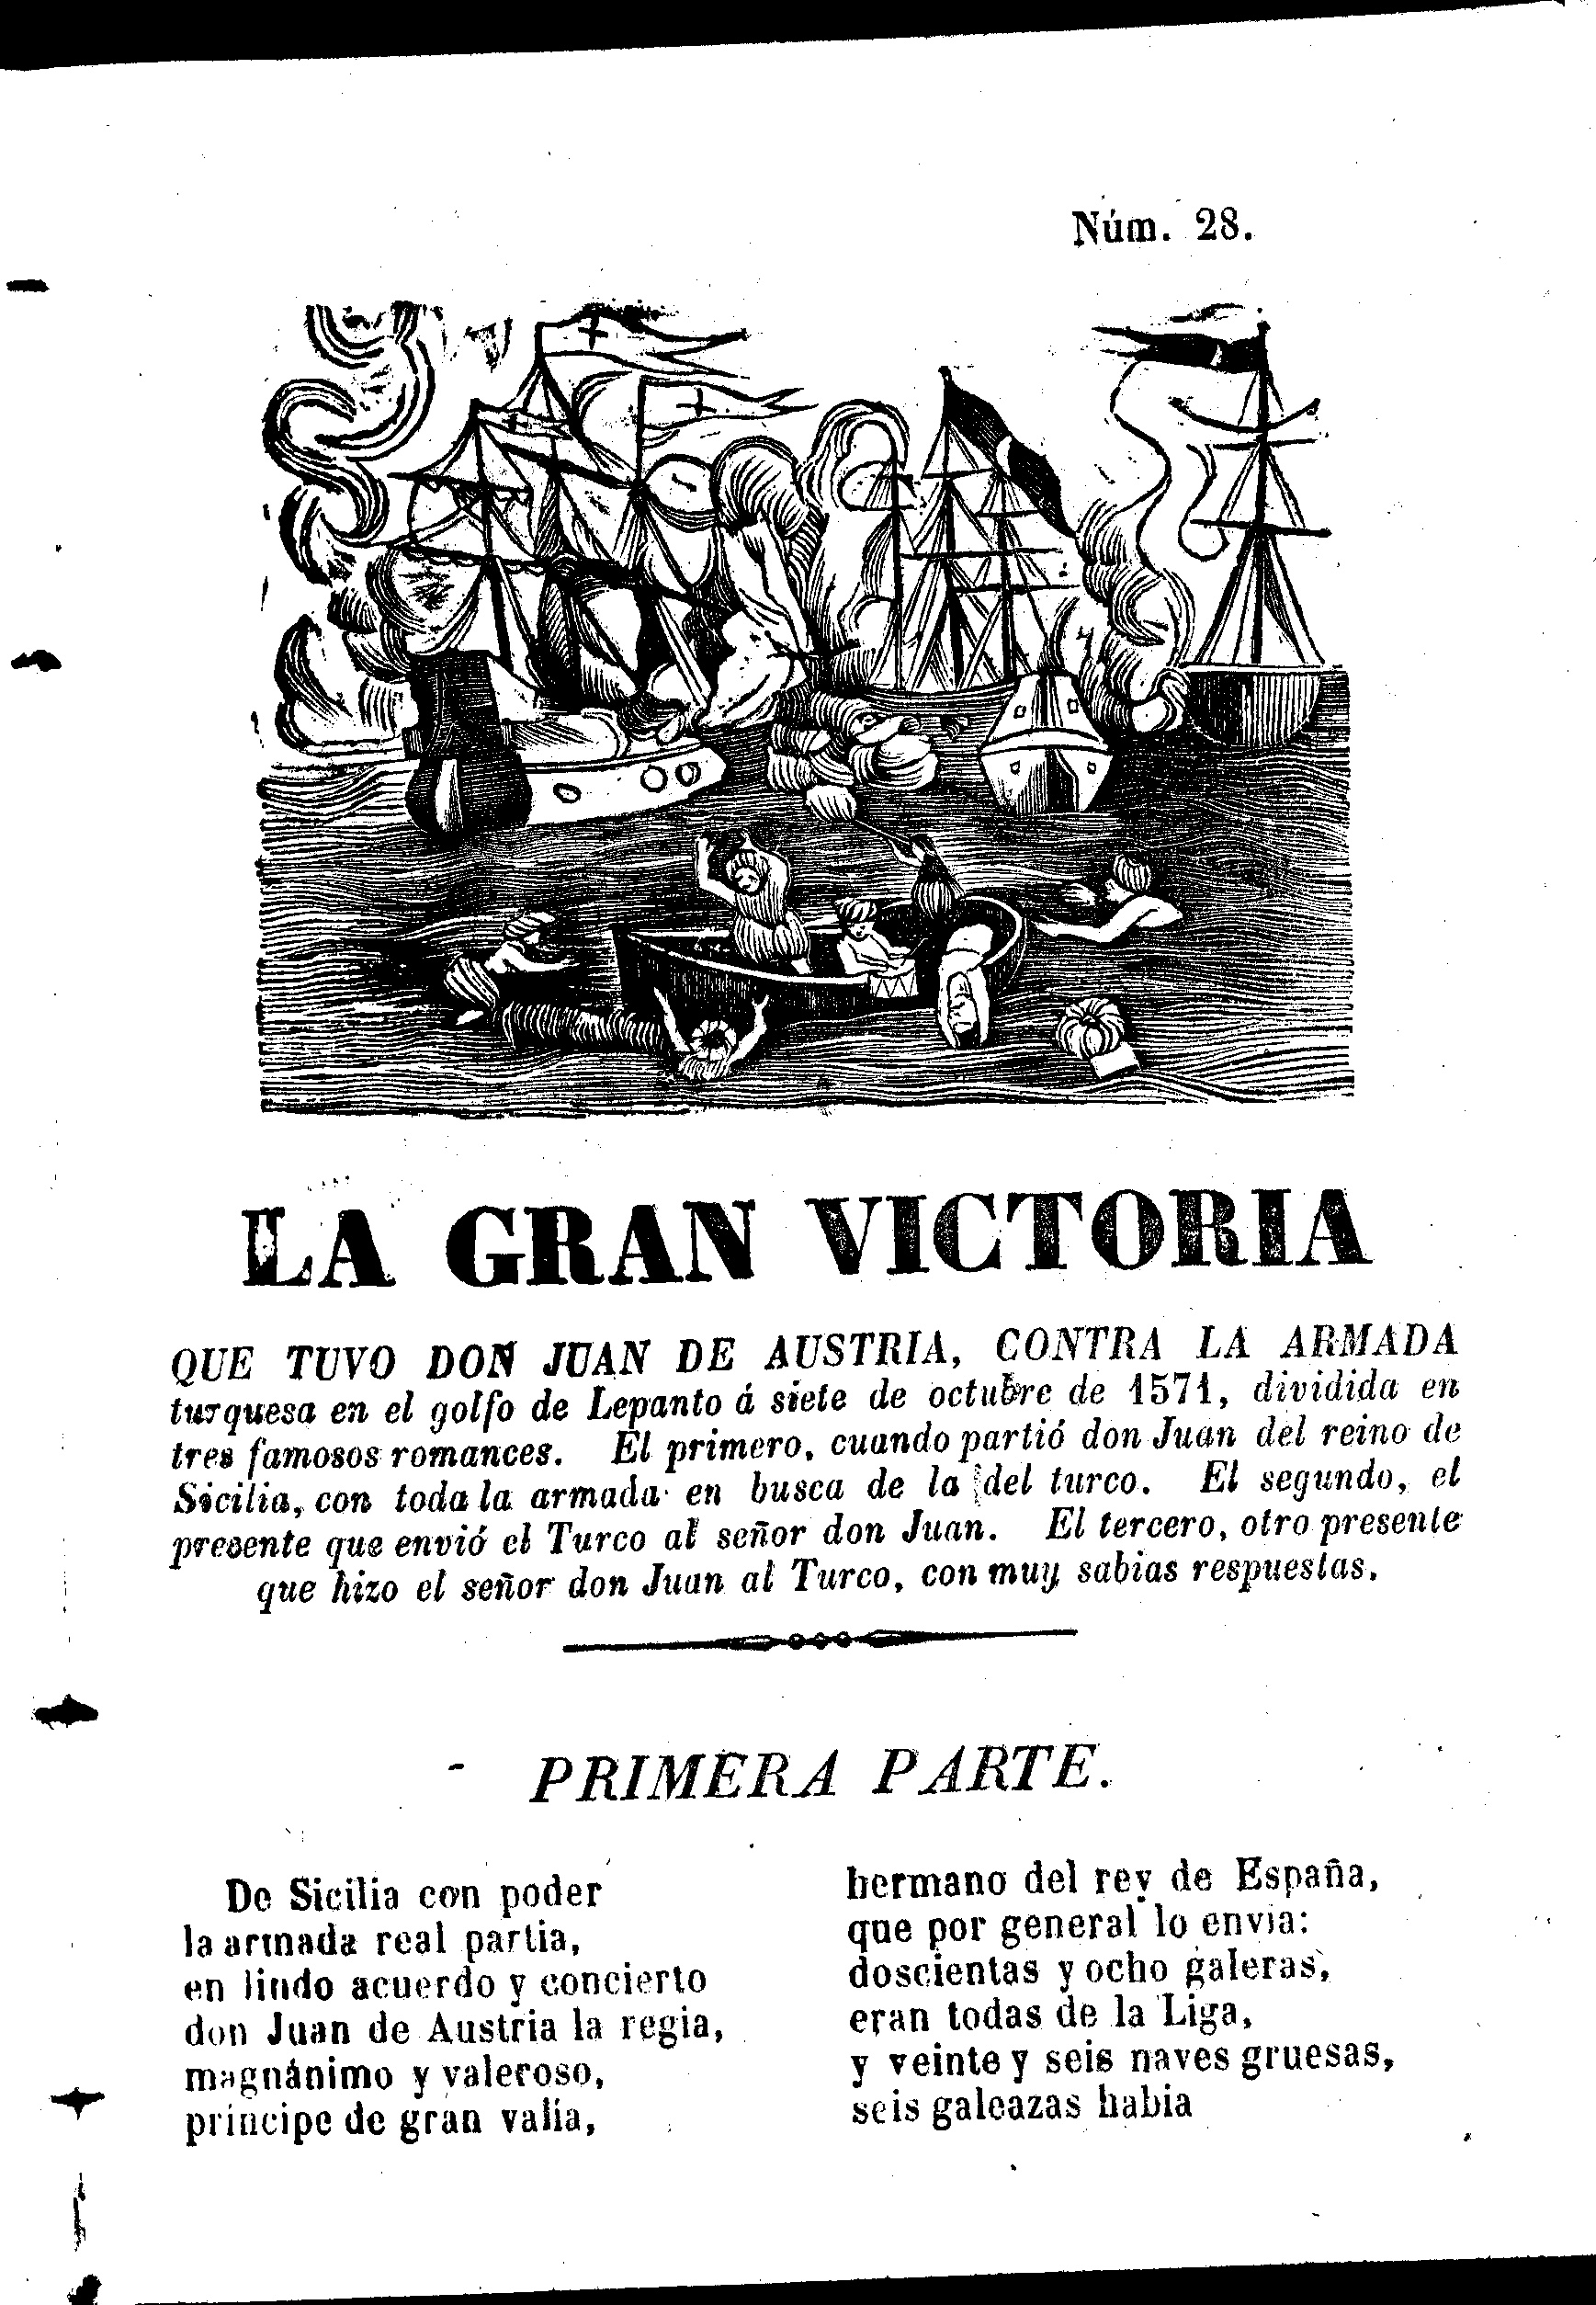 Núm. 28.
LA GRAN VICTORIA
QUE TUVO DON JUAN DE AUSTRIA, CONTRA LA ARMADA
turquesa en el golfo de Lepanto á siete de octubre de 1571, dividida en
tres famosos romances. El primero, cuando partió don Juan del reino de
Sicilia, con toda la armada en busca de la del turco. El segundo, el
presente que envió el Turco al señor don Juan. El tercero, otro presente
que hizo el señor don Juan al Turco, con muy sabias respuestas.
PRIMERA PARTE.
De Sicilia con poder
la armada real partia,
en lindo acuerdo y concierto
don Juan de Austria la regia,
magnánimo y valeroso,
principe de gran valia,
hermano del rey de España,
que por general lo envia:
doscientas y ocho galeras,
eran todas de la Liga,
y veinte y seis naves gruesas,
seis galeazas habia